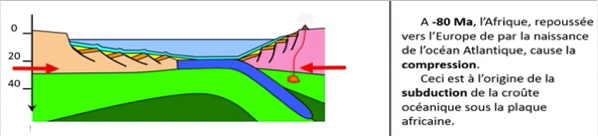 0
20
40
A -80 Ma, l'Afrique, repoussée
vers l'Europe de par la naissance
de l'océan Atlantique, cause la
compression.
Ceci est à l'origine de la
subduction de la croûte
océanique sous la plaque
africaine.